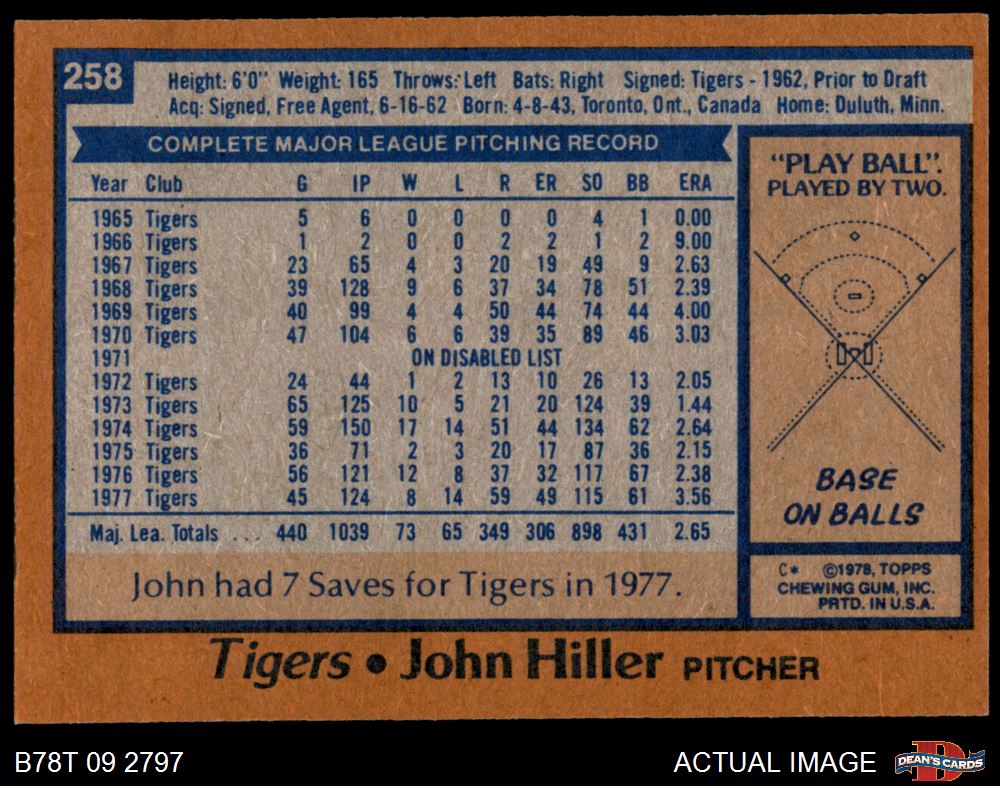 258
Height: 6'0" Weight: 165 Throws: Left Bats: Right Signed: Tigers - 1962, Prior to Draft
Acq: Signed, Free Agent, 6-16-62 Born: 4-8-43, Toronto, Ont., Canada Home: Duluth, Minn.
COMPLETE MAJOR LEAGUE PITCHING RECORD
Year Club G IP W L R ER SO BB ERA
1965 Tigers 5 6 0 0 0 0 4 1 0.00
1966 Tigers 1 2 0 0 2 2 1 2 9.00
1967 Tigers 23 65 4 3 20 19 49 9 2.63
1968 Tigers 39 128 9 6 37 34 78 51 2.39
1969 Tigers 40 99 4 4 50 44 74 44 4.00
1970 Tigers 47 104 6 6 39 35 89 46 3.03
1971 ON DISABLED LIST
1972 Tigers 24 44 1 2 13 10 26 13 2.05
1973 Tigers 65 125 10 5 21 20 124 39 1.44
1974 Tigers 59 150 17 14 51 44 134 62 2.64
1975 Tigers 36 71 2 3 20 17 87 36 2.15
1976 Tigers 56 121 12 8 37 32 117 67 2.38
1977 Tigers 45 124 8 14 59 49 115 61 3.56
Maj. Lea. Totals ... 440 1039 73 65 349 306 898 431 2.65
John had 7 Saves for Tigers in 1977.
"PLAY BALL".
PLAYED BY TWO.
BASE
ON BALLS
C* ©1978, TOPPS
CHEWING GUM, INC.
PRTD. IN U.S.A.
Tigers • John Hiller PITCHER
B78T 09 2797
ACTUAL IMAGE
DEAN'S CARDS